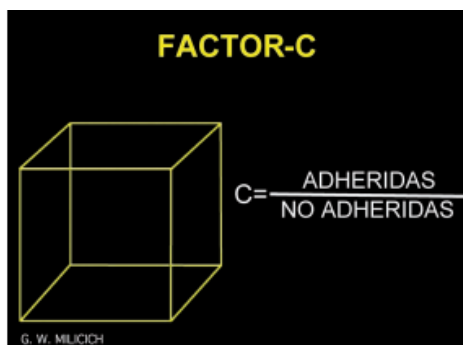 FACTOR-C
C= ADHERIDAS
NO ADHERIDAS
G. W. MILICICH